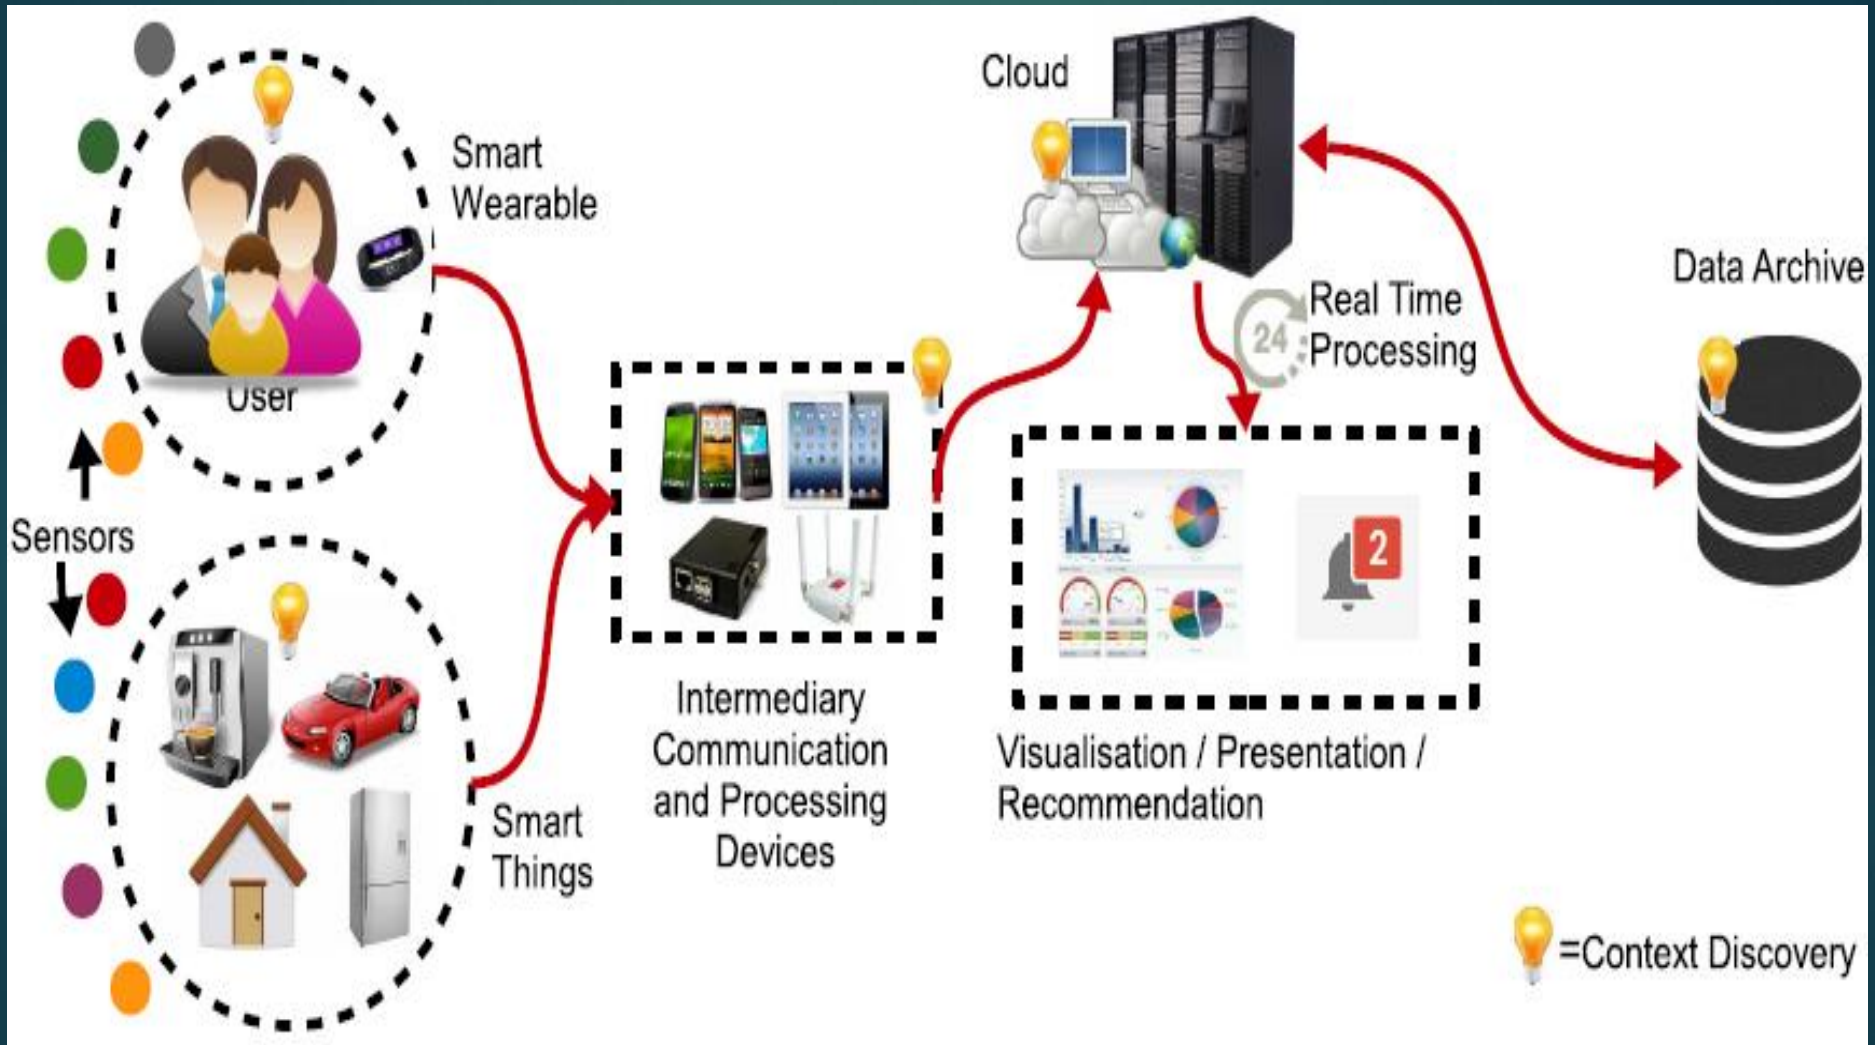 Smart
Wearable
User
Sensors
Smart
Things
Intermediary
Communication
and Processing
Devices
Cloud
24
Real Time
Processing
2
Visualisation / Presentation /
Recommendation
Data Archive
=Context Discovery